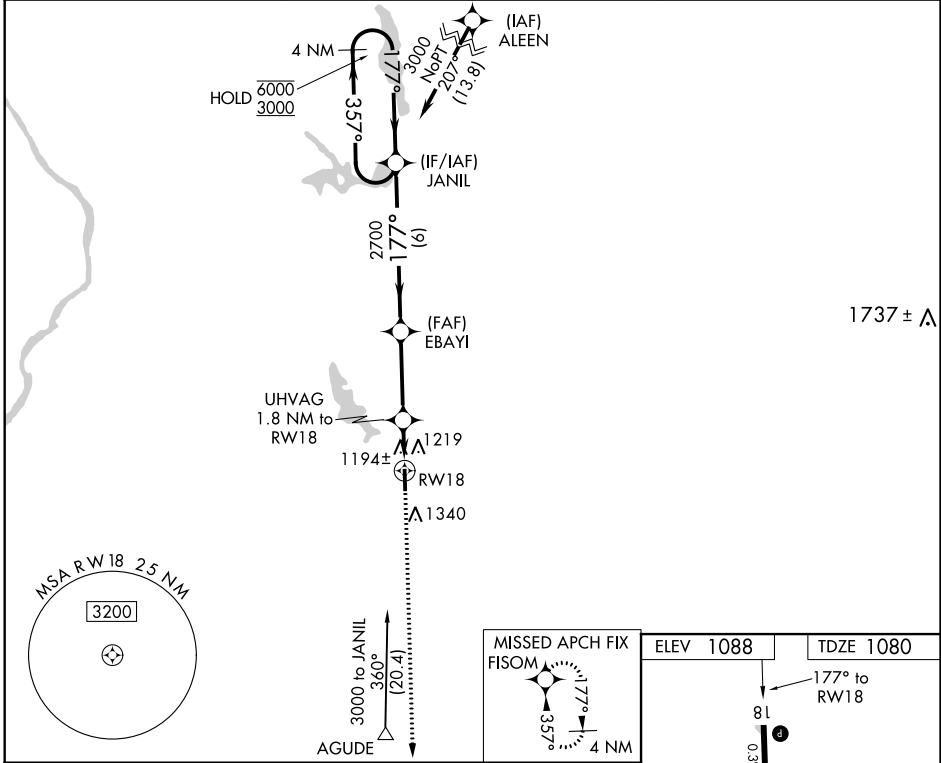 (IAF)
ALEEN
3000
NoPT
207°
(13.8)
4 NM
HOLD 6000
3000
177°
357°
(IF/IAF)
JANIL
2700
177°
(6)
(FAF)
EBAYI
1737 ±
UHVAG
1.8 NM to
RW18
1219
1194±
RW18
1340
MSA RW18 25 NM
3200
3000 to JANIL
360°
(20.4)
AGUDE
MISSED APCH FIX
FISOM
177°
357°
4 NM
ELEV 1088
TDZE 1080
177° to
RW18
18
P